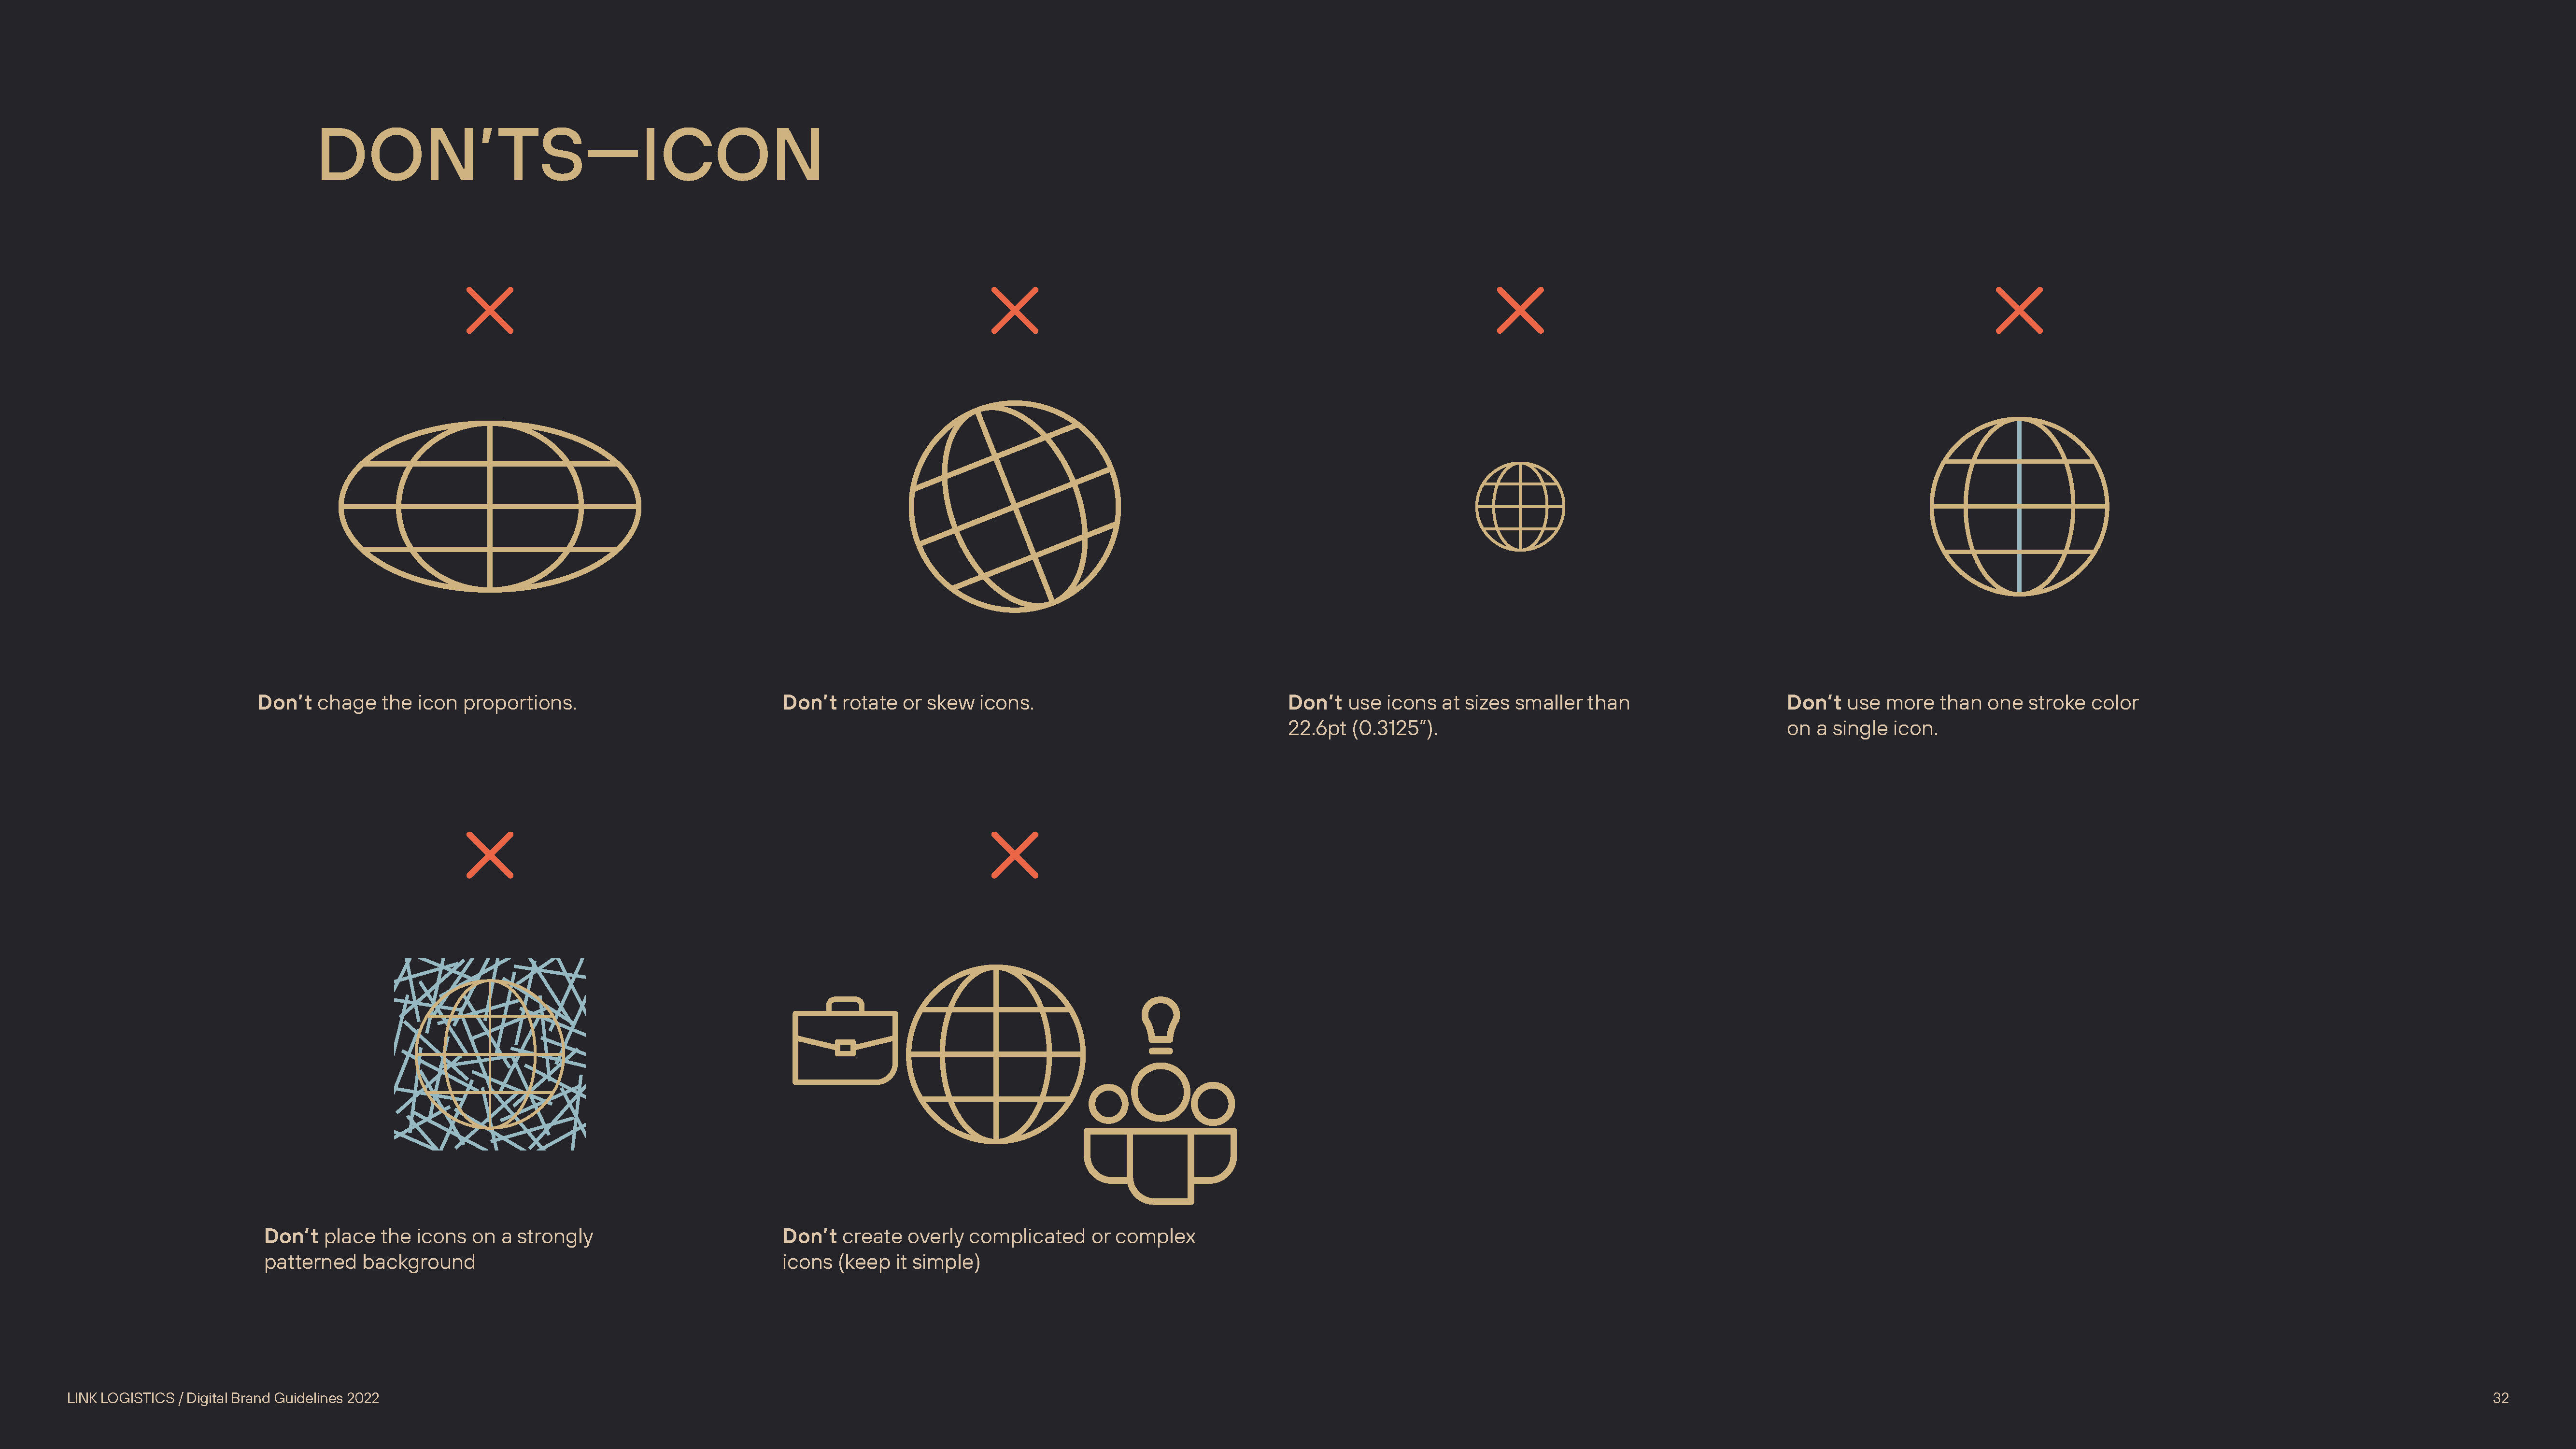 DON’TS—ICON
Don’t chage the icon proportions.
Don’t rotate or skew icons.
Don’t use icons at sizes smaller than
22.6pt (0.3125”).
Don’t use more than one stroke color
on a single icon.
Don’t place the icons on a strongly
patterned background
Don’t create overly complicated or complex
icons (keep it simple)
LINK LOGISTICS / Digital Brand Guidelines 2022
32